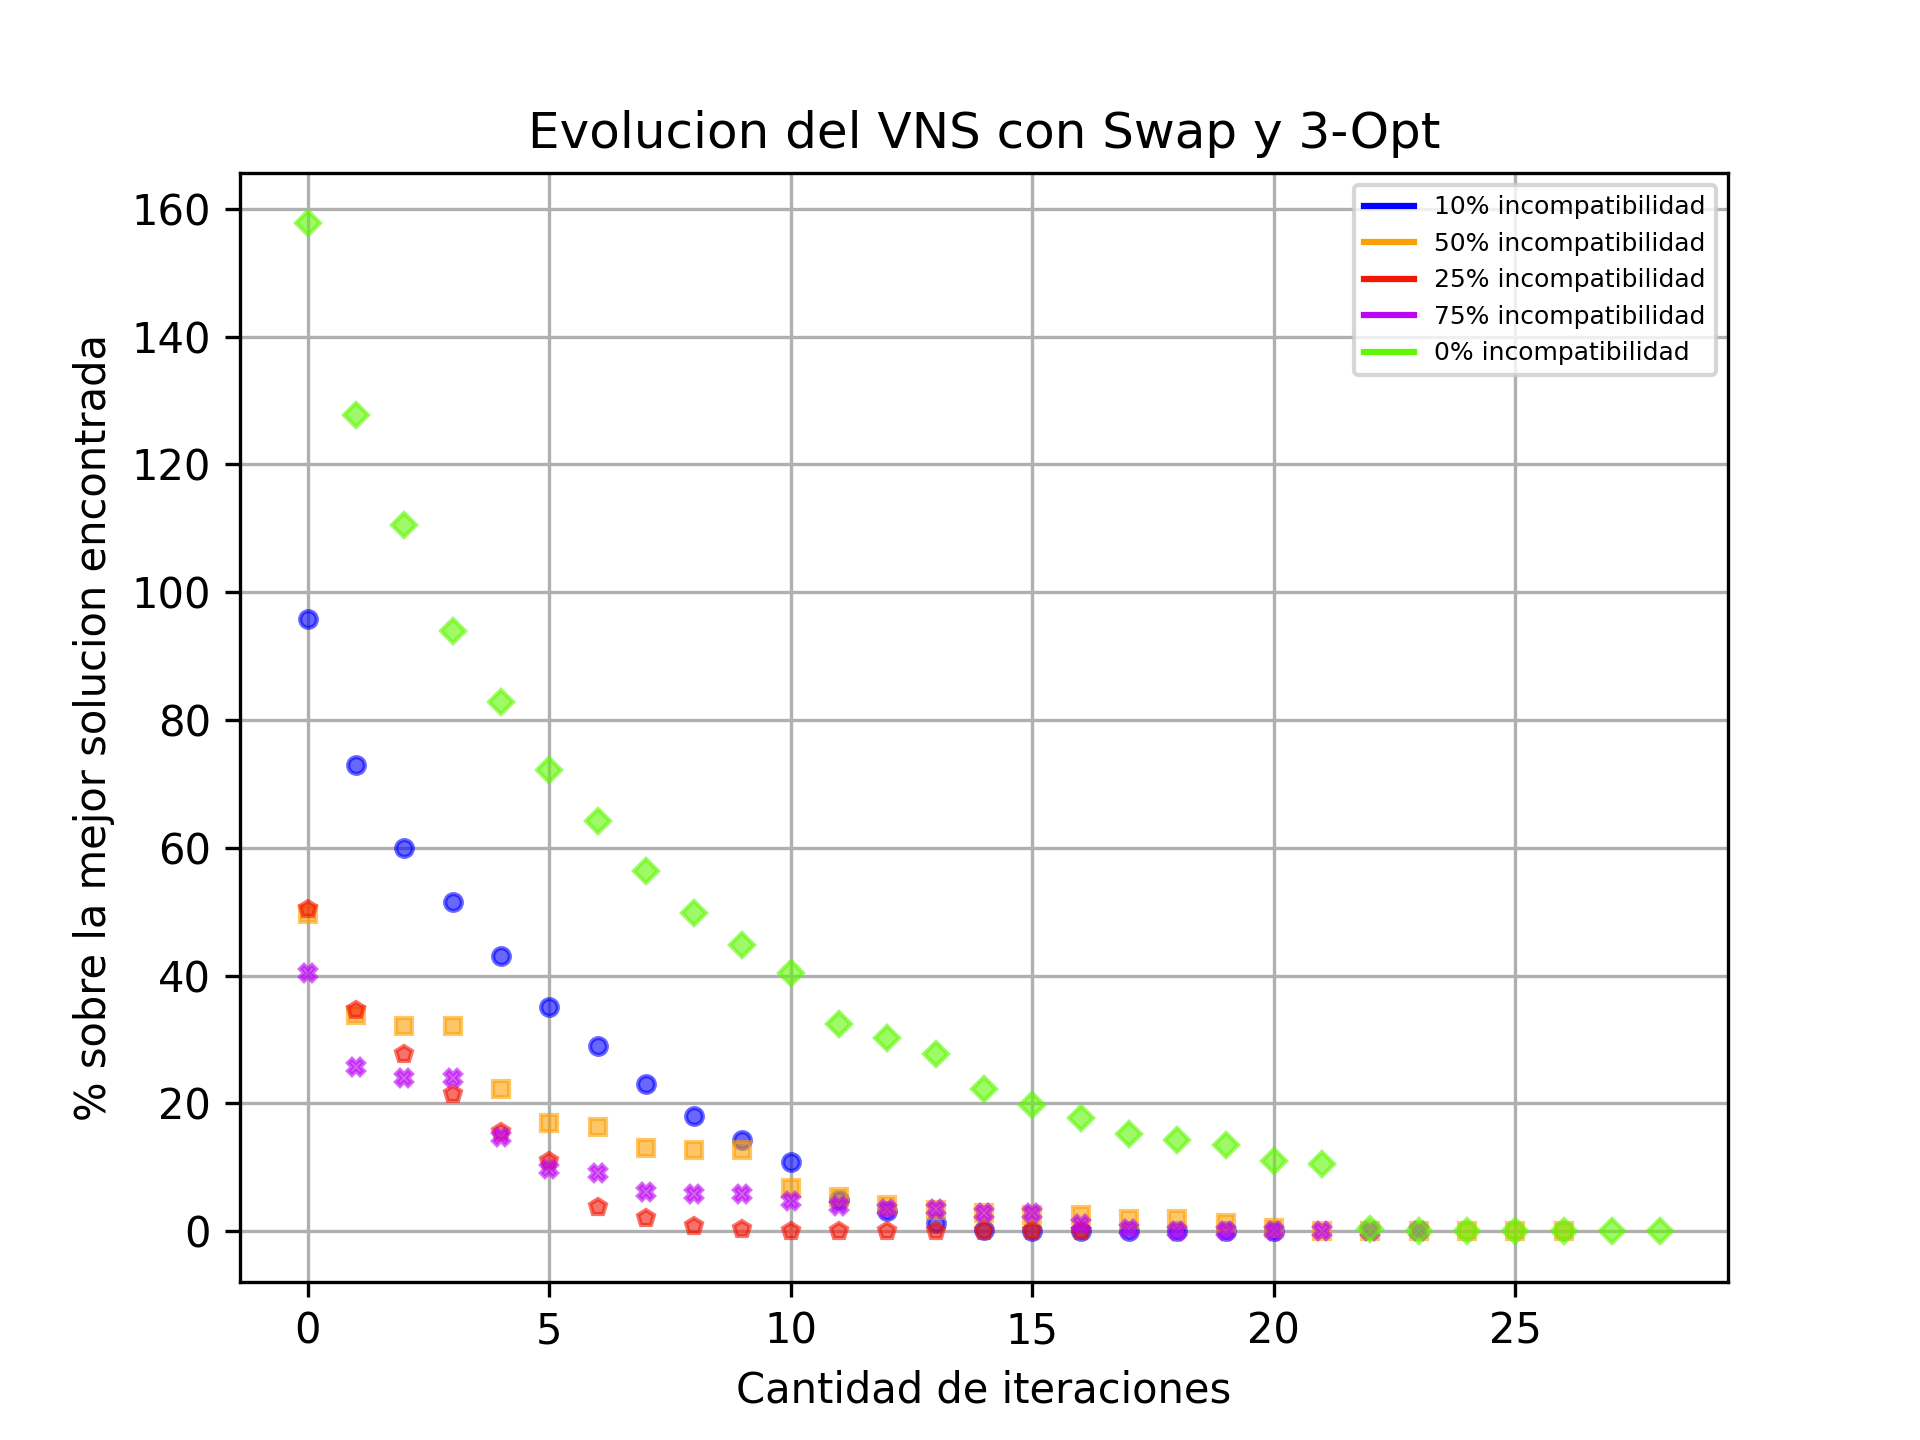 Evolucion del VNS con Swap y 3-Opt
% sobre la mejor solucion encontrada
160
140
120
100
80
60
40
20
0
10% incompatibilidad
50% incompatibilidad
25% incompatibilidad
75% incompatibilidad
0% incompatibilidad
0 5 10 15 20 25
Cantidad de iteraciones